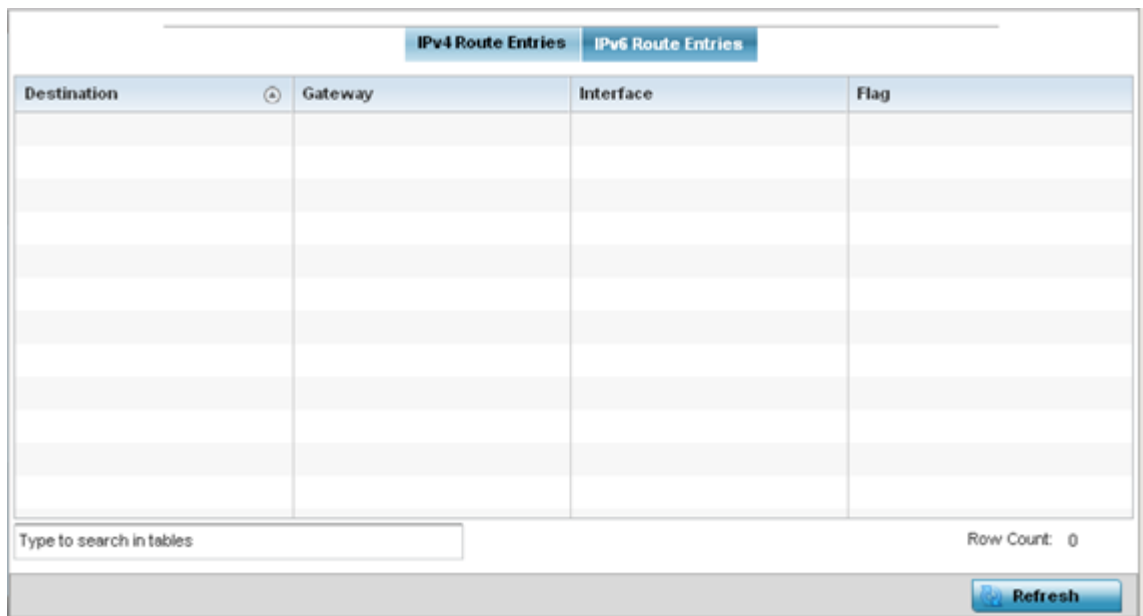 IPv4 Route Entries IPv6 Route Entries
Destination Gateway Interface Flag
Type to search in tables Row Count: 0
Refresh